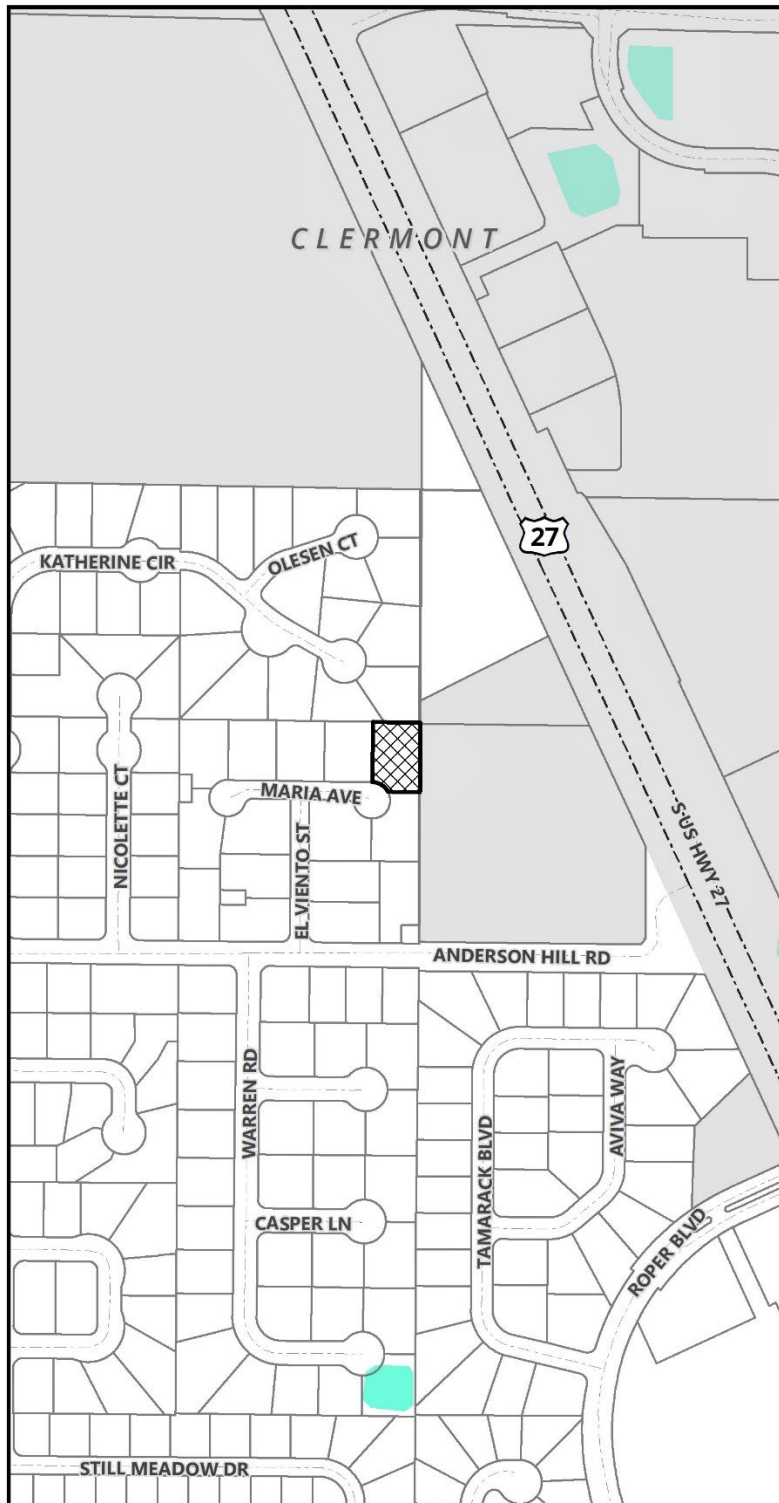 CLERMONT
27
KATHERINE CIR
OLESEN CT
MARIA AVE
NICOLETTE CT
EL VIENTO ST
S US HWY 27
ANDERSON HILL RD
WARREN RD
AVIVA WAY
TAMARACK BLVD
CASPER LN
ROPER BLVD
STILL MEADOW DR